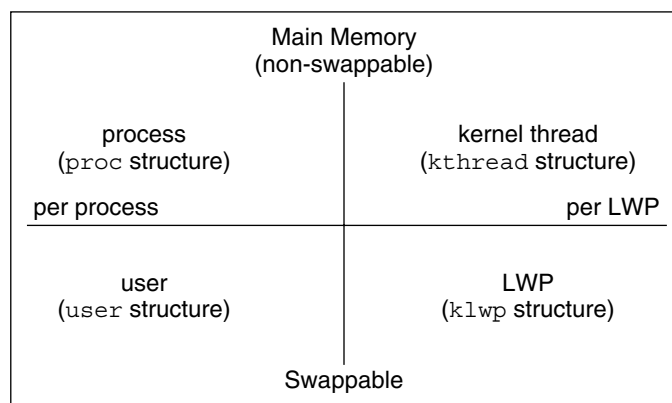 Main Memory
(non-swappable)
process
(proc structure)
kernel thread
(kthread structure)
per process
per LWP
user
(user structure)
LWP
(klwp structure)
Swappable